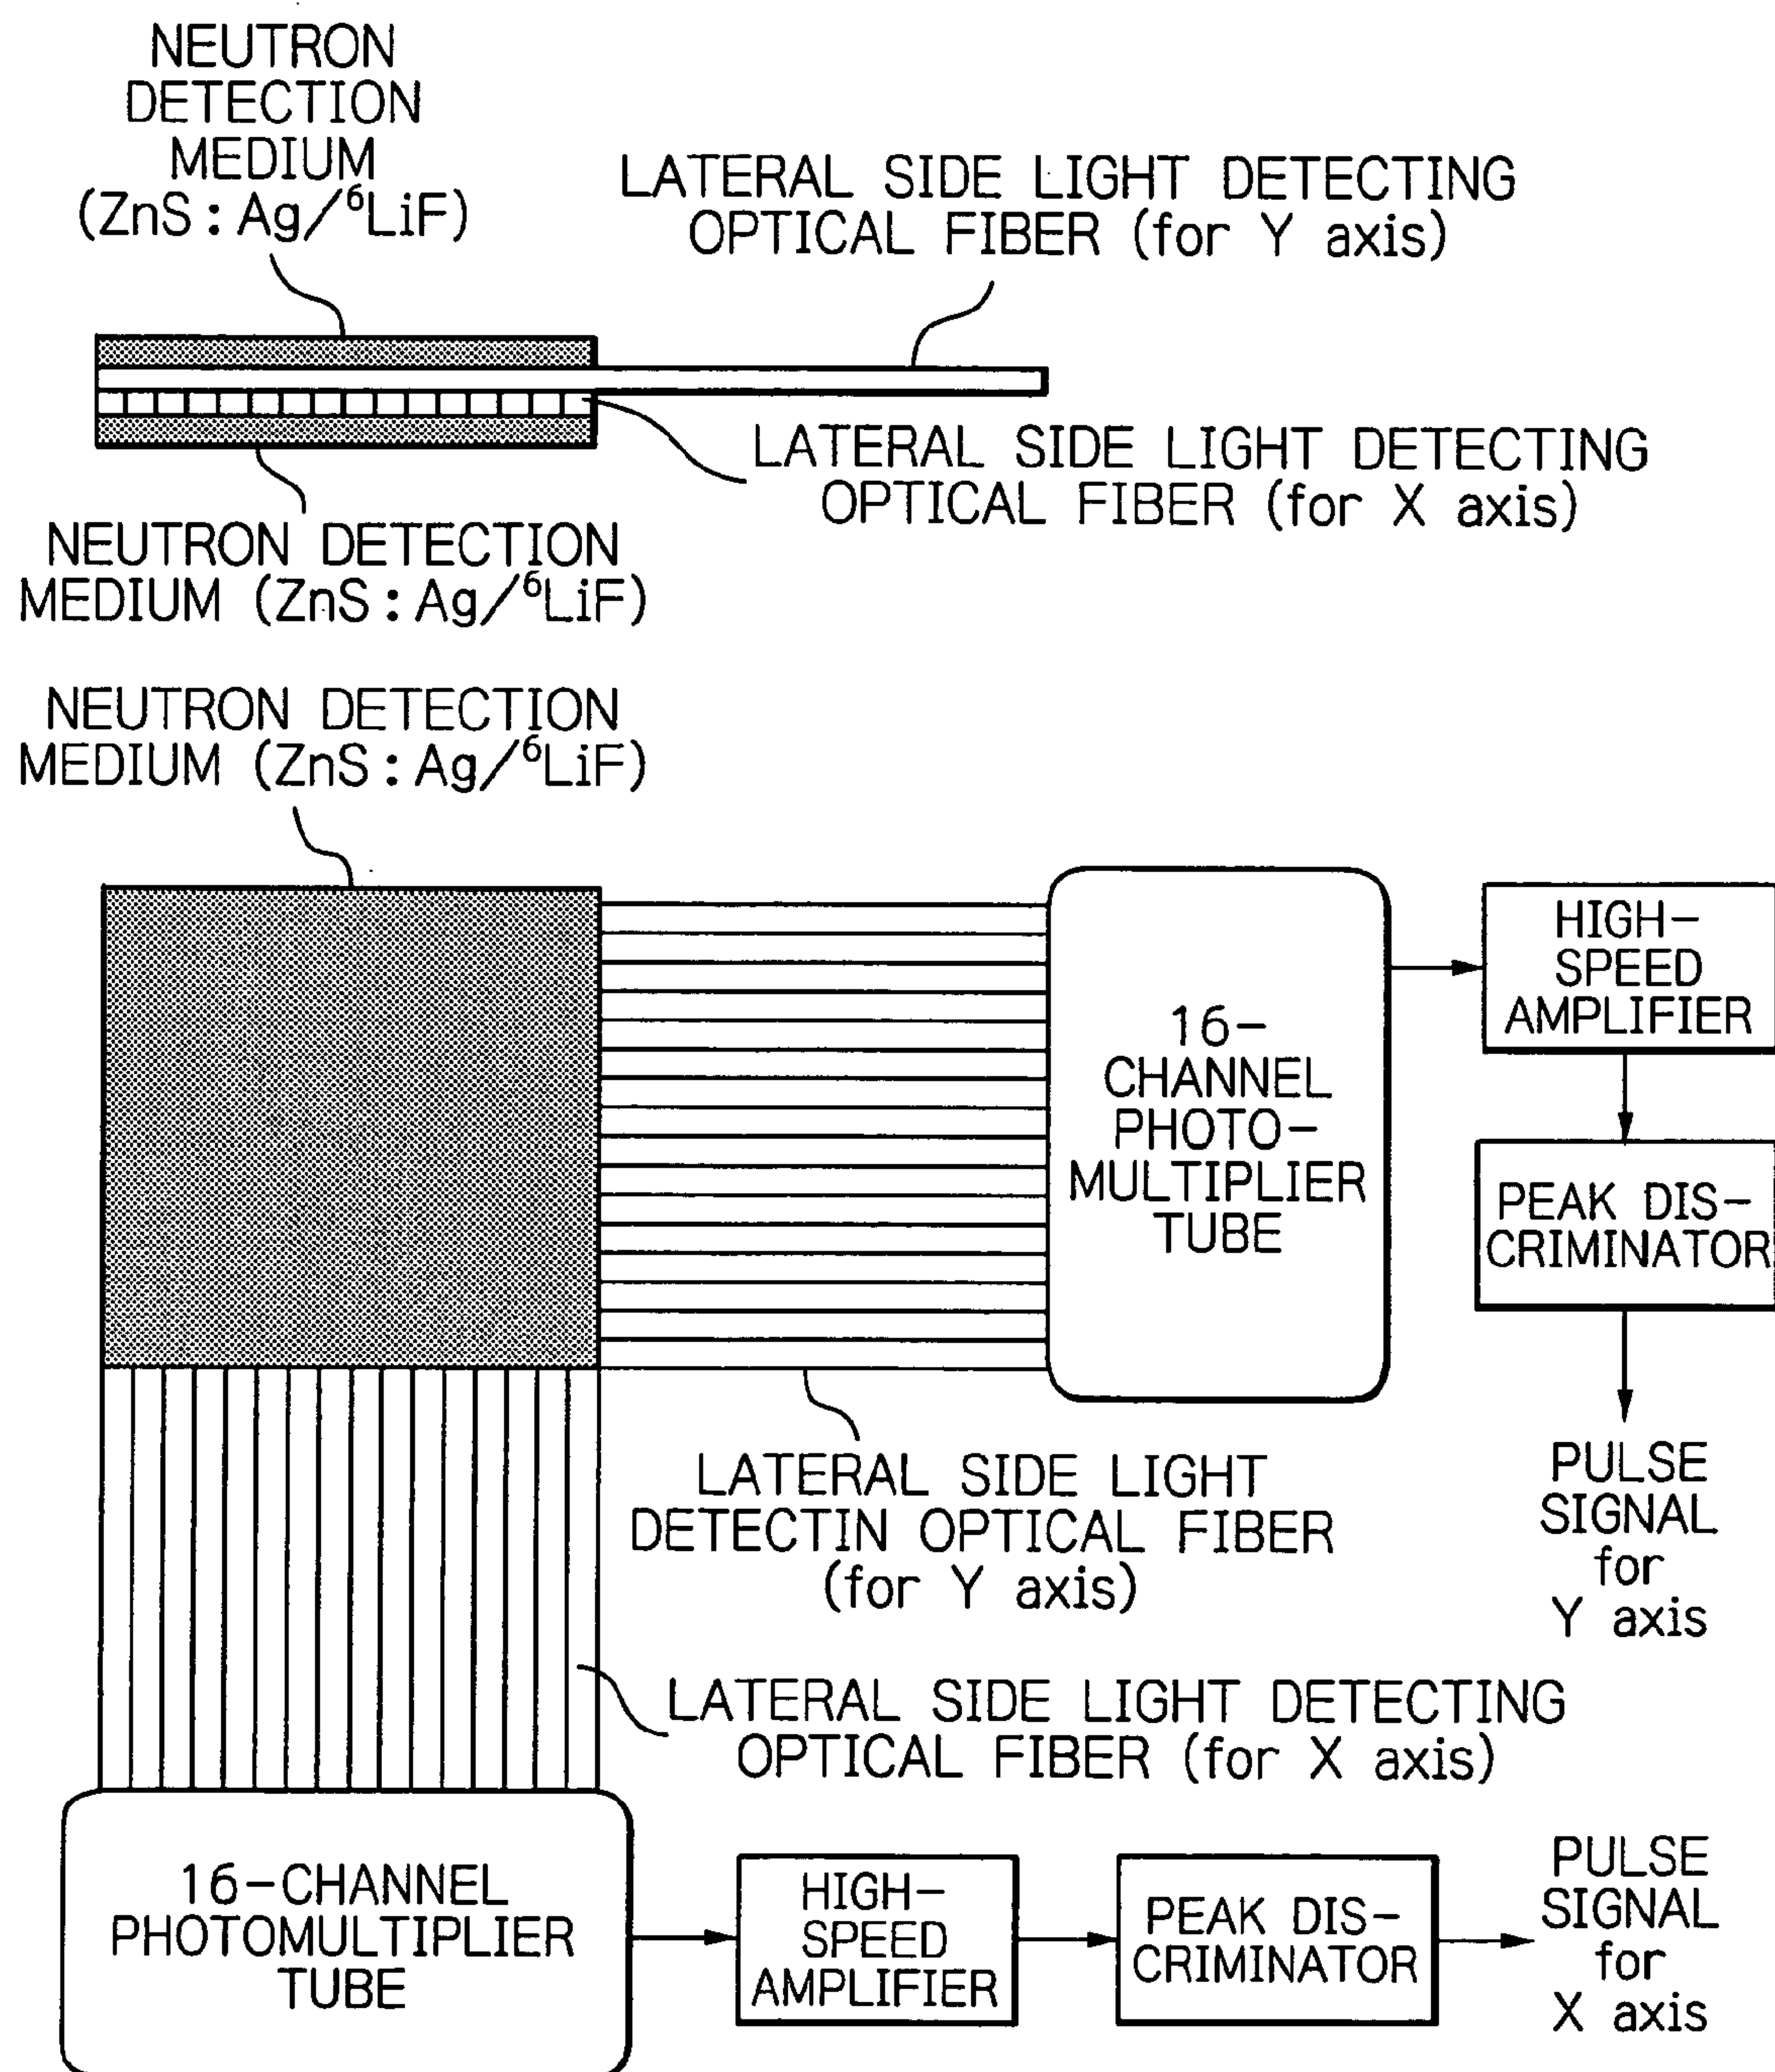 NEUTRON
DETECTION
MEDIUM
(ZnS:Ag/⁶LiF)
LATERAL SIDE LIGHT DETECTING
OPTICAL FIBER (for Y axis)
LATERAL SIDE LIGHT DETECTING
OPTICAL FIBER (for X axis)
NEUTRON DETECTION
MEDIUM (ZnS:Ag/⁶LiF)
NEUTRON DETECTION
MEDIUM (ZnS:Ag/⁶LiF)
16-
CHANNEL
PHOTO-
MULTIPLIER
TUBE
HIGH-
SPEED
AMPLIFIER
PEAK DIS-
CRIMINATOR
PULSE
SIGNAL
for
Y axis
LATERAL SIDE LIGHT
DETECTIN OPTICAL FIBER
(for Y axis)
LATERAL SIDE LIGHT DETECTING
OPTICAL FIBER (for X axis)
16-CHANNEL
PHOTOMULTIPLIER
TUBE
HIGH-
SPEED
AMPLIFIER
PEAK DIS-
CRIMINATOR
PULSE
SIGNAL
for
X axis